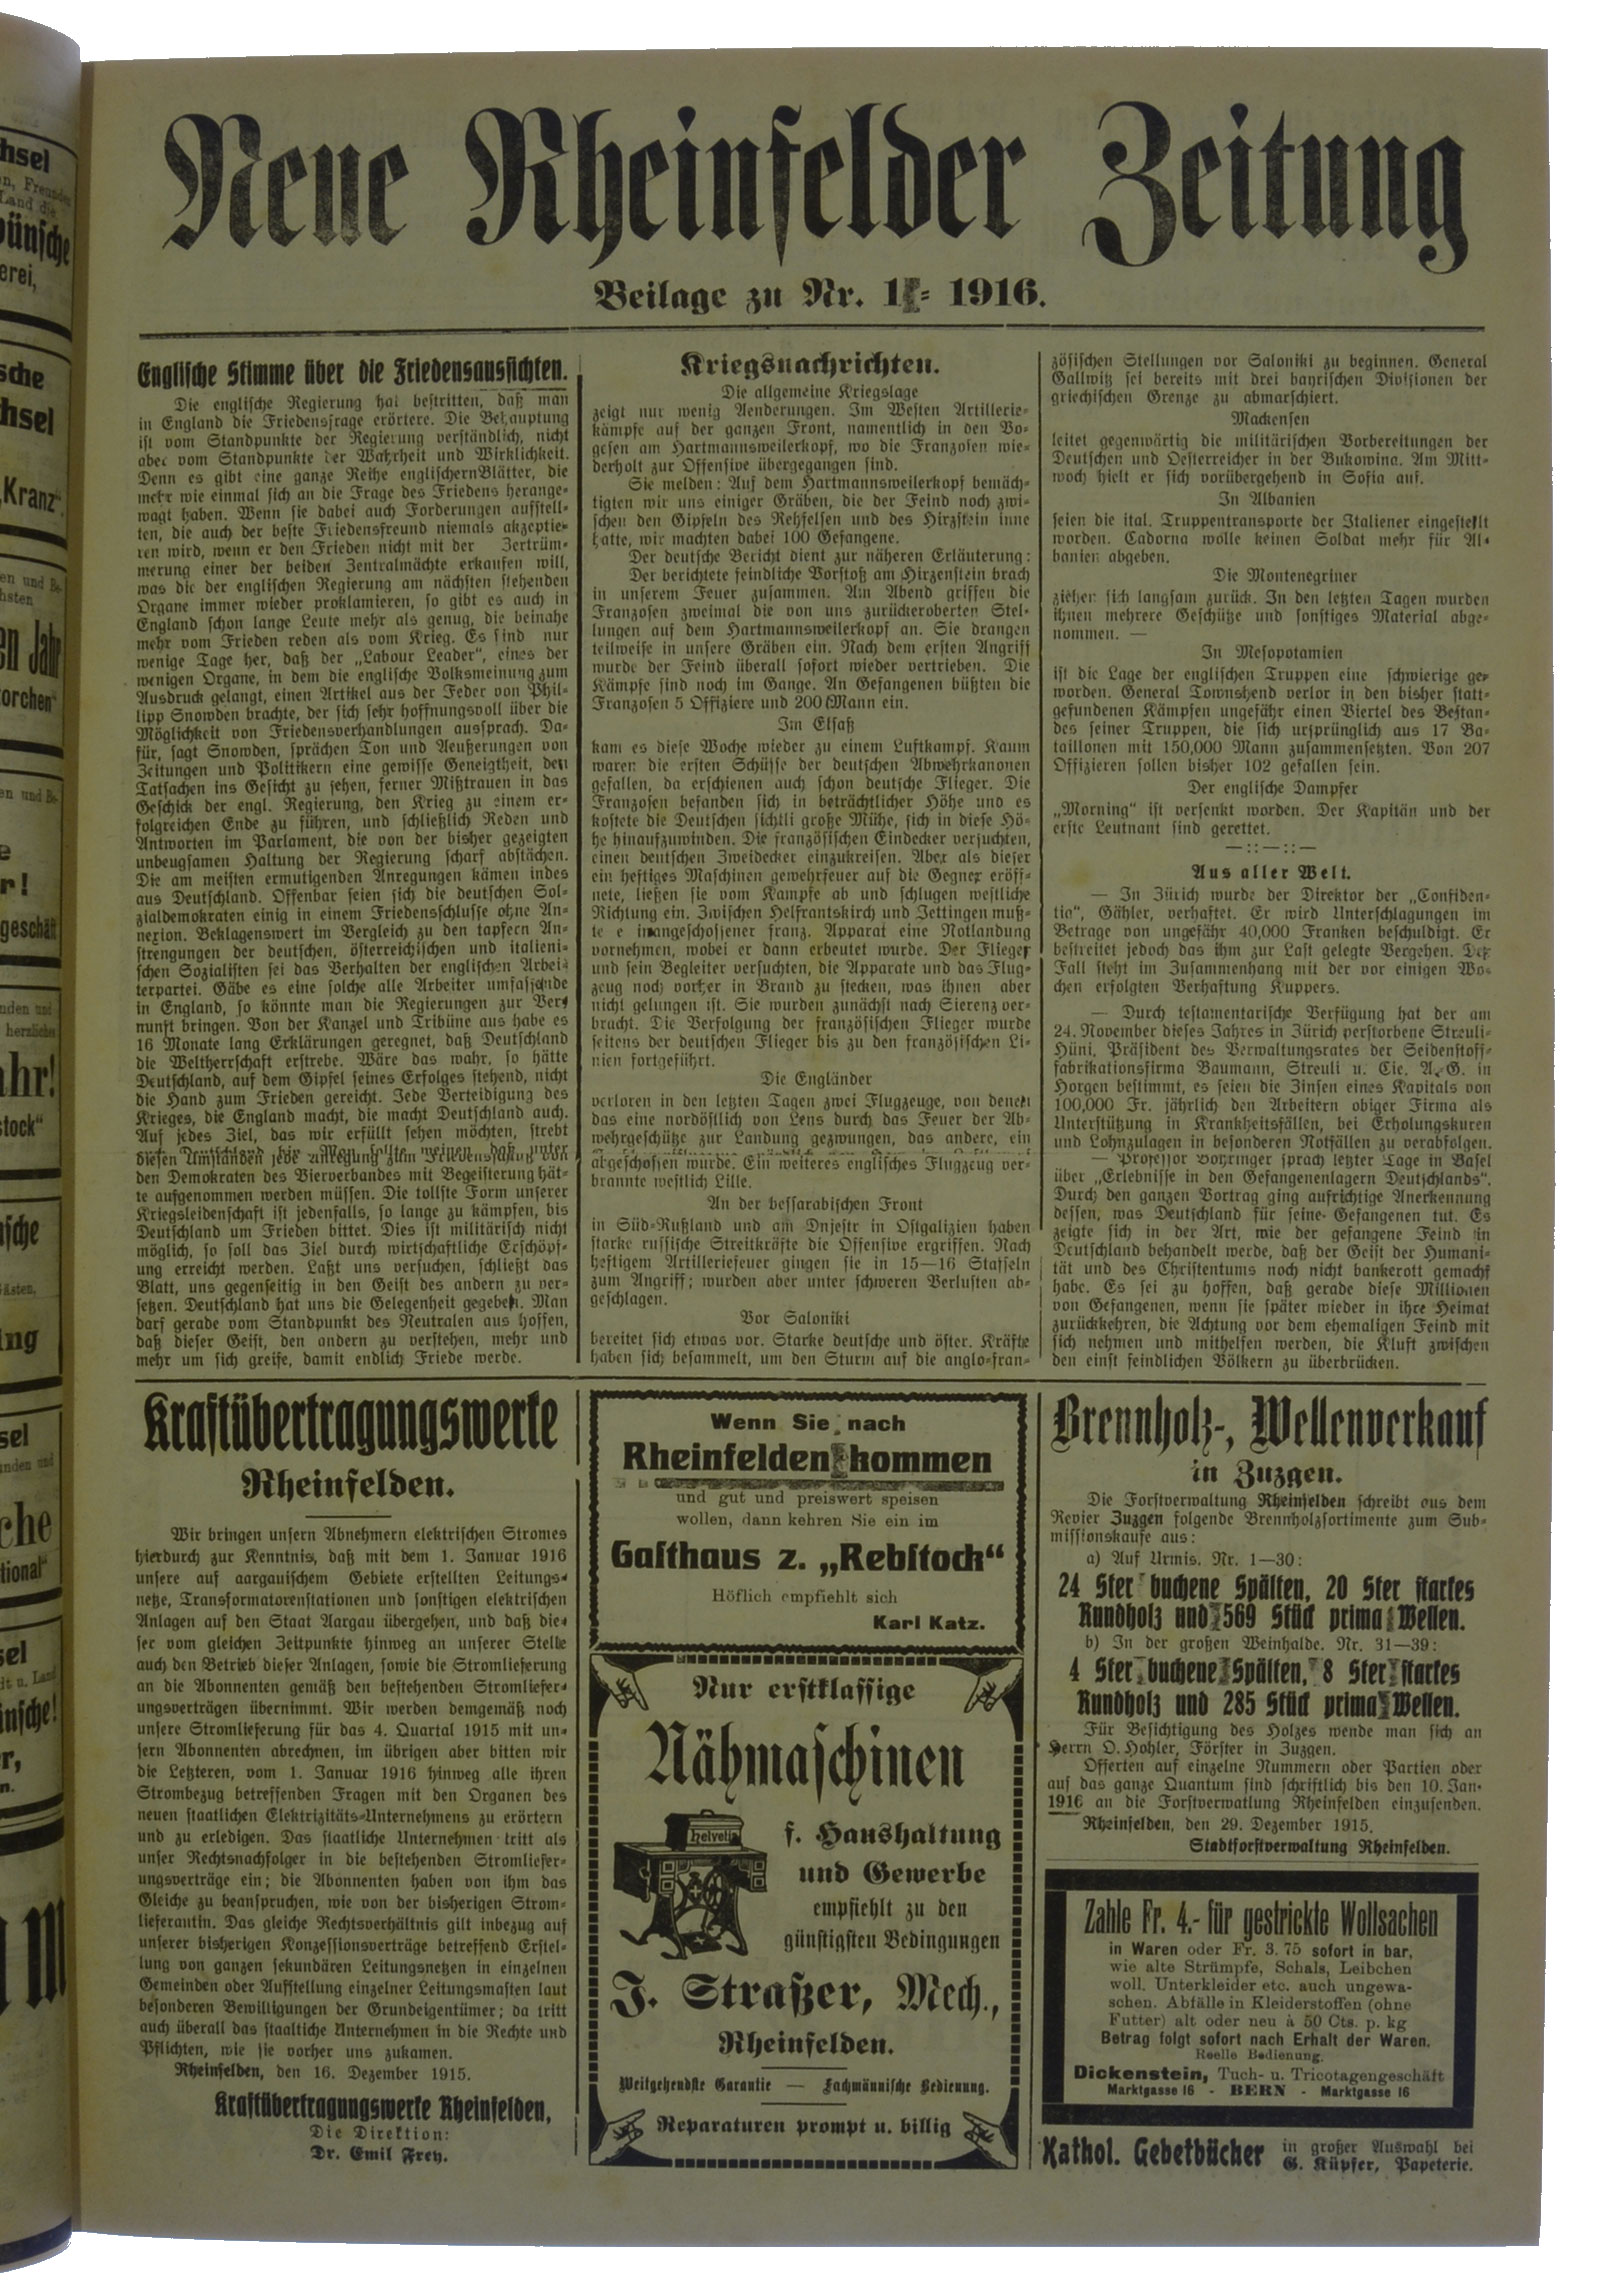 Neue Rheinfelder Zeitung
Beilage zu Nr. 1 1916.
Englische Stimme über die Friedensaussichten.
Die englische Regierung hat bestritten, daß man
in England die Friedensfrage erörtere. Die Behauptung
ist vom Standpunkte der Regierung verständlich, nicht
aber vom Standpunkte der Wahrheit und Wirklichkeit.
Denn es gibt eine ganze Reihe englischernBlätter, die
mehr wie einmal sich an die Frage des Friedens herange-
wagt haben. Wenn sie dabei auch Forderungen aufstell-
ten, die auch der beste Friedensfreund niemals akzeptie-
ren wird, wenn er den Frieden nicht mit der Zertrüm-
merung einer der beiden Zentralmächte erkaufen will,
was die der englischen Regierung am nächsten stehenden
Organe immer wieder proklamieren, so gibt es auch in
England schon lange Leute mehr als genug, die beinahe
mehr vom Frieden reden als vom Krieg. Es sind nur
wenige Tage her, daß der „Labour Leader“, eines der
wenigen Organe, in dem die englische Volksmeinung zum
Ausdruck gelangt, einen Artikel aus der Feder von Phil-
lipp Snowden brachte, der sich sehr hoffnungsvoll über die
Möglichkeit von Friedensverhandlungen aussprach. Da-
für, sagt Snowden, sprächen Ton und Aeußerungen von
Zeitungen und Politikern eine gewisse Geneigtheit, den
Tatsachen ins Gesicht zu sehen, ferner Mißtrauen in das
Geschick der engl. Regierung, den Krieg zu einem er-
folgreichen Ende zu führen, und schließlich Reden und
Antworten im Parlament, die von der bisher gezeigten
unbeugsamen Haltung der Regierung scharf abstächen.
Die am meisten ermutigenden Anregungen kämen indes
aus Deutschland. Offenbar seien sich die deutschen Sol-
zialdemokraten einig in einem Friedensschlusse ohne An-
nexion. Beklagenswert im Vergleich zu den tapfern An-
strengungen der deutschen, österreichischen und italieni-
schen Sozialisten sei das Verhalten der englischen Arbei-
terpartei. Gäbe es eine solche alle Arbeiter umfassende
in England, so könnte man die Regierungen zur Ver-
nunft bringen. Von der Kanzel und Tribüne aus habe es
16 Monate lang Erklärungen geregnet, daß Deutschland
die Weltherrschaft erstrebe. Wäre das wahr, so hätte
Deutschland, auf dem Gipfel seines Erfolges stehend, nicht
die Hand zum Frieden gereicht. Jede Verteidigung des
Krieges, die England macht, die macht Deutschland auch.
Auf jedes Ziel, das wir erfüllt sehen möchten, strebt
diesen Umständen jede Anregung zum
den Demokraten des Vierverbandes mit Begeisterung hät-
te aufgenommen werden müssen. Die tollste Form unserer
Kriegsleidenschaft ist jedenfalls, so lange zu kämpfen, bis
Deutschland um Frieden bittet. Dies ist militärisch nicht
möglich, so soll das Ziel durch wirtschaftliche Erschöpf-
ung erreicht werden. Laßt uns versuchen, schließt das
Blatt, uns gegenseitig in den Geist des andern zu ver-
setzen. Deutschland hat uns die Gelegenheit gegeben. Man
darf gerade vom Standpunkt des Neutralen aus hoffen,
daß dieser Geist, den andern zu verstehen, mehr und
mehr um sich greife, damit endlich Friede werde.
Kriegsnachrichten.
Die allgemeine Kriegslage
zeigt nur wenig Aenderungen. Im Westen Artillerie-
kämpfe auf der ganzen Front, namentlich in den Vo-
gesen am Hartmannsweilerkopf, wo die Franzosen wie-
derholt zur Offensive übergegangen sind.
Sie melden: Auf dem Hartmannsweilerkopf bemäch-
tigten wir uns einiger Gräben, die der Feind noch zwi-
schen den Gipfeln des Rehfelsen und des Hirzstein inne
hatte, wir machten dabei 100 Gefangene.
Der deutsche Bericht dient zur näheren Erläuterung:
Der berichtete feindliche Vorstoß am Hirzenstein brach
in unserem Feuer zusammen. Am Abend griffen die
Franzosen zweimal die von uns zurückeroberten Stel-
lungen auf dem Hartmannsweilerkopf an. Sie drangen
teilweise in unsere Gräben ein. Nach dem ersten Angriff
wurde der Feind überall sofort wieder vertrieben. Die
Kämpfe sind noch im Gange. An Gefangenen büßten die
Franzosen 5 Offiziere und 200 Mann ein.
Im Elsaß
kam es diese Woche wieder zu einem Luftkampf. Kaum
waren die ersten Schüsse der deutschen Abwehrkanonen
gefallen, da erschienen auch schon deutsche Flieger. Die
Franzosen befanden sich in beträchtlicher Höhe und es
kostete die Deutschen sichtli große Mühe, sich in diese Hö-
he hinaufzuwinden. Die französischen Eindecker versuchten,
einen deutschen Zweidecker einzukreisen. Aber als dieser
ein heftiges Maschinen gewehrfeuer auf die Gegner eröff-
nete, ließen sie vom Kampfe ab und schlugen westliche
Richtung ein. Zwischen Helfrantskirch und Jettingen muß-
te e inangeschossener franz. Apparat eine Notlandung
vornehmen, wobei er dann erbeutet wurde. Der Flieger
und sein Begleiter versuchten, die Apparate und das Flug-
zeug noch vorher in Brand zu stecken, was ihnen aber
nicht gelungen ist. Sie wurden zunächst nach Sierenz ver-
bracht. Die Verfolgung der französischen Flieger wurde
seitens der deutschen Flieger bis zu den französischen Li-
nien fortgeführt.
Die Engländer
verloren in den letzten Tagen zwei Flugzeuge, von denen
das eine nordöstlich von Lens durch das Feuer der Ab-
wehrgeschütze zur Landung gezwungen, das andere, ein
abgeschossen wurde. Ein weiteres englisches Flugzeug ver-
brannte westlich Lille.
An der bessarabischen Front
in Süd-Rußland und am Dnjestr in Ostgalizien haben
starke russische Streitkräfte die Offensive ergriffen. Nach
heftigem Artilleriefeuer gingen sie in 15—16 Staffeln
zum Angriff; wurden aber unter schweren Verlusten ab-
geschlagen.
Vor Saloniki
bereitet sich etwas vor. Starke deutsche und öster. Kräfte
haben sich besammelt, um den Sturm auf die anglo-fran-
zösischen Stellungen vor Saloniki zu beginnen. General
Gallwitz sei bereits mit drei bayrischen Divisionen der
griechischen Grenze zu abmarschiert.
Mackensen
leitet gegenwärtig die militärischen Vorbereitungen der
Deutschen und Oesterreicher in der Bukowina. Am Mitt-
woch hielt er sich vorübergehend in Sofia auf.
In Albanien
seien die ital. Truppentransporte der Italiener eingestellt
worden. Cadorna wolle keinen Soldat mehr für Al-
banien abgeben.
Die Montenegriner
ziehen sich langsam zurück. In den letzten Tagen wurden
ihnen mehrere Geschütze und sonstiges Material abge-
nommen. —
In Mesopotamien
ist die Lage der englischen Truppen eine schwierige ge-
worden. General Townshend verlor in den bisher statt-
gefundenen Kämpfen ungefähr einen Viertel des Bestan-
des seiner Truppen, die sich ursprünglich aus 17 Ba-
taillonen mit 150,000 Mann zusammensetzten. Von 207
Offizieren sollen bisher 102 gefallen sein.
Der englische Dampfer
„Morning“ ist versenkt worden. Der Kapitän und der
erste Leutnant sind gerettet.
—::—::—
Aus aller Welt.
— In Zürich wurde der Direktor der „Confiden-
tia“, Gähler, verhaftet. Er wird Unterschlagungen im
Betrage von ungefähr 40,000 Franken beschuldigt. Er
bestreitet jedoch das ihm zur Last gelegte Vergehen. Der
Fall steht im Zusammenhang mit der vor einigen Wo-
chen erfolgten Verhaftung Kuppers.
— Durch testamentarische Verfügung hat der am
24. November dieses Jahres in Zürich verstorbene Streuli-
Hüni, Präsident des Verwaltungsrates der Seidenstoff-
fabrikationsfirma Baumann, Streuli u. Cie. A.-G. in
Horgen bestimmt, es seien die Zinsen eines Kapitals von
100,000 Fr. jährlich den Arbeitern obiger Firma als
Unterstützung in Krankheitsfällen, bei Erholungskuren
und Lohnzulagen in besonderen Notfällen zu verabfolgen.
— Professor Böhringer sprach letzter Tage in Basel
über „Erlebnisse in den Gefangenenlagern Deutschlands“.
Durch den ganzen Vortrag ging aufrichtige Anerkennung
dessen, was Deutschland für seine Gefangenen tut. Es
zeigte sich in der Art, wie der gefangene Feind in
Deutschland behandelt werde, daß der Geist der Humani-
tät und des Christentums noch nicht bankerott gemacht
habe. Es sei zu hoffen, daß gerade diese Millionen
von Gefangenen, wenn sie später wieder in ihre Heimat
zurückkehren, die Achtung vor dem ehemaligen Feind mit
sich nehmen und mithelfen werden, die Kluft zwischen
den einst feindlichen Völkern zu überbrücken.
Kraftübertragungswerke
Rheinfelden.
Wir bringen unsern Abnehmern elektrischen Stromes
hierdurch zur Kenntnis, daß mit dem 1. Januar 1916
unsere auf aargauischem Gebiete erstellten Leitungs-
netze, Transformatorenstationen und sonstigen elektrischen
Anlagen auf den Staat Aargau übergehen, und daß die-
ser vom gleichen Zeitpunkte hinweg an unserer Stelle
auch den Betrieb dieser Anlagen, sowie die Stromlieferung
an die Abonnenten gemäß den bestehenden Stromliefer-
ungsverträgen übernimmt. Wir werden demgemäß noch
unsere Stromlieferung für das 4. Quartal 1915 mit un-
sern Abonnenten abrechnen, im übrigen aber bitten wir
die Letzteren, vom 1. Januar 1916 hinweg alle ihren
Strombezug betreffenden Fragen mit den Organen des
neuen staatlichen Elektrizitäts-Unternehmens zu erörtern
und zu erledigen. Das staatliche Unternehmen tritt als
unser Rechtsnachfolger in die bestehenden Stromliefer-
ungsverträge ein; die Abonnenten haben von ihm das
Gleiche zu beanspruchen, wie von der bisherigen Strom-
lieferantin. Das gleiche Rechtsverhältnis gilt inbezug auf
unserer bisherigen Konzessionsverträge betreffend Erstel-
lung von ganzen sekundären Leitungsnetzen in einzelnen
Gemeinden oder Aufstellung einzelner Leitungsmasten laut
besonderen Bewilligungen der Grundeigentümer; da tritt
auch überall das staaltiche Unternehmen in die Rechte und
Pflichten, wie sie vorher uns zukamen.
Rheinfelden, den 16. Dezember 1915.
Kraftübertragungswerke Rheinfelden,
Die Direktion:
Dr. Emil Frey.
Wenn Sie nach
Rheinfelden kommen
und gut und preiswert speisen
wollen, dann kehren Sie ein im
Gasthaus z. „Rebstock“
Höflich empfiehlt sich
Karl Katz.
Nur erstklassige
Nähmaschinen
helvetia
f. Haushaltung
und Gewerbe
empfiehlt zu den
günstigsten Bedingungen
J. Straßer, Mech.,
Rheinfelden.
Weitgehendste Garantie — Fachmännische Bedienung.
Reparaturen prompt u. billig
Brennholz-, Wellenverkauf
in Zuzgen.
Die Forstverwaltung Rheinfelden schreibt aus dem
Revier Zuzgen folgende Brennholzsortimente zum Sub-
missionskaufe aus:
a) Auf Urmis. Nr. 1—30:
24 Ster buchene Spälten, 20 Ster starkes
Rundholz und 569 Stück prima Wellen.
b) In der großen Weinhalde. Nr. 31—39:
4 Ster buchene Spälten, 8 Ster starkes
Rundholz und 285 Stück prima Wellen.
Für Besichtigung des Holzes wende man sich an
Herrn O. Hohler, Förster in Zuzgen.
Offerten auf einzelne Nummern oder Partien oder
auf das ganze Quantum sind schriftlich bis den 10. Jan.
1916 an die Forstverwatlung Rheinfelden einzusenden.
Rheinfelden, den 29. Dezember 1915.
Stadtforstverwaltung Rheinfelden.
Zahle Fr. 4.- für gestrickte Wollsachen
in Waren oder Fr. 3.75 sofort in bar,
wie alte Strümpfe, Schals, Leibchen
woll. Unterkleider etc. auch ungewa-
schen. Abfälle in Kleiderstoffen (ohne
Futter) alt oder neu à 50 Cts. p. kg
Betrag folgt sofort nach Erhalt der Waren.
Reelle Bedienung.
Dickenstein, Tuch- u. Tricotagengeschäft
Marktgasse 16 - BERN - Marktgasse 16
Kathol. Gebetbücher in großer Auswahl bei
G. Küpfer, Papeterie.